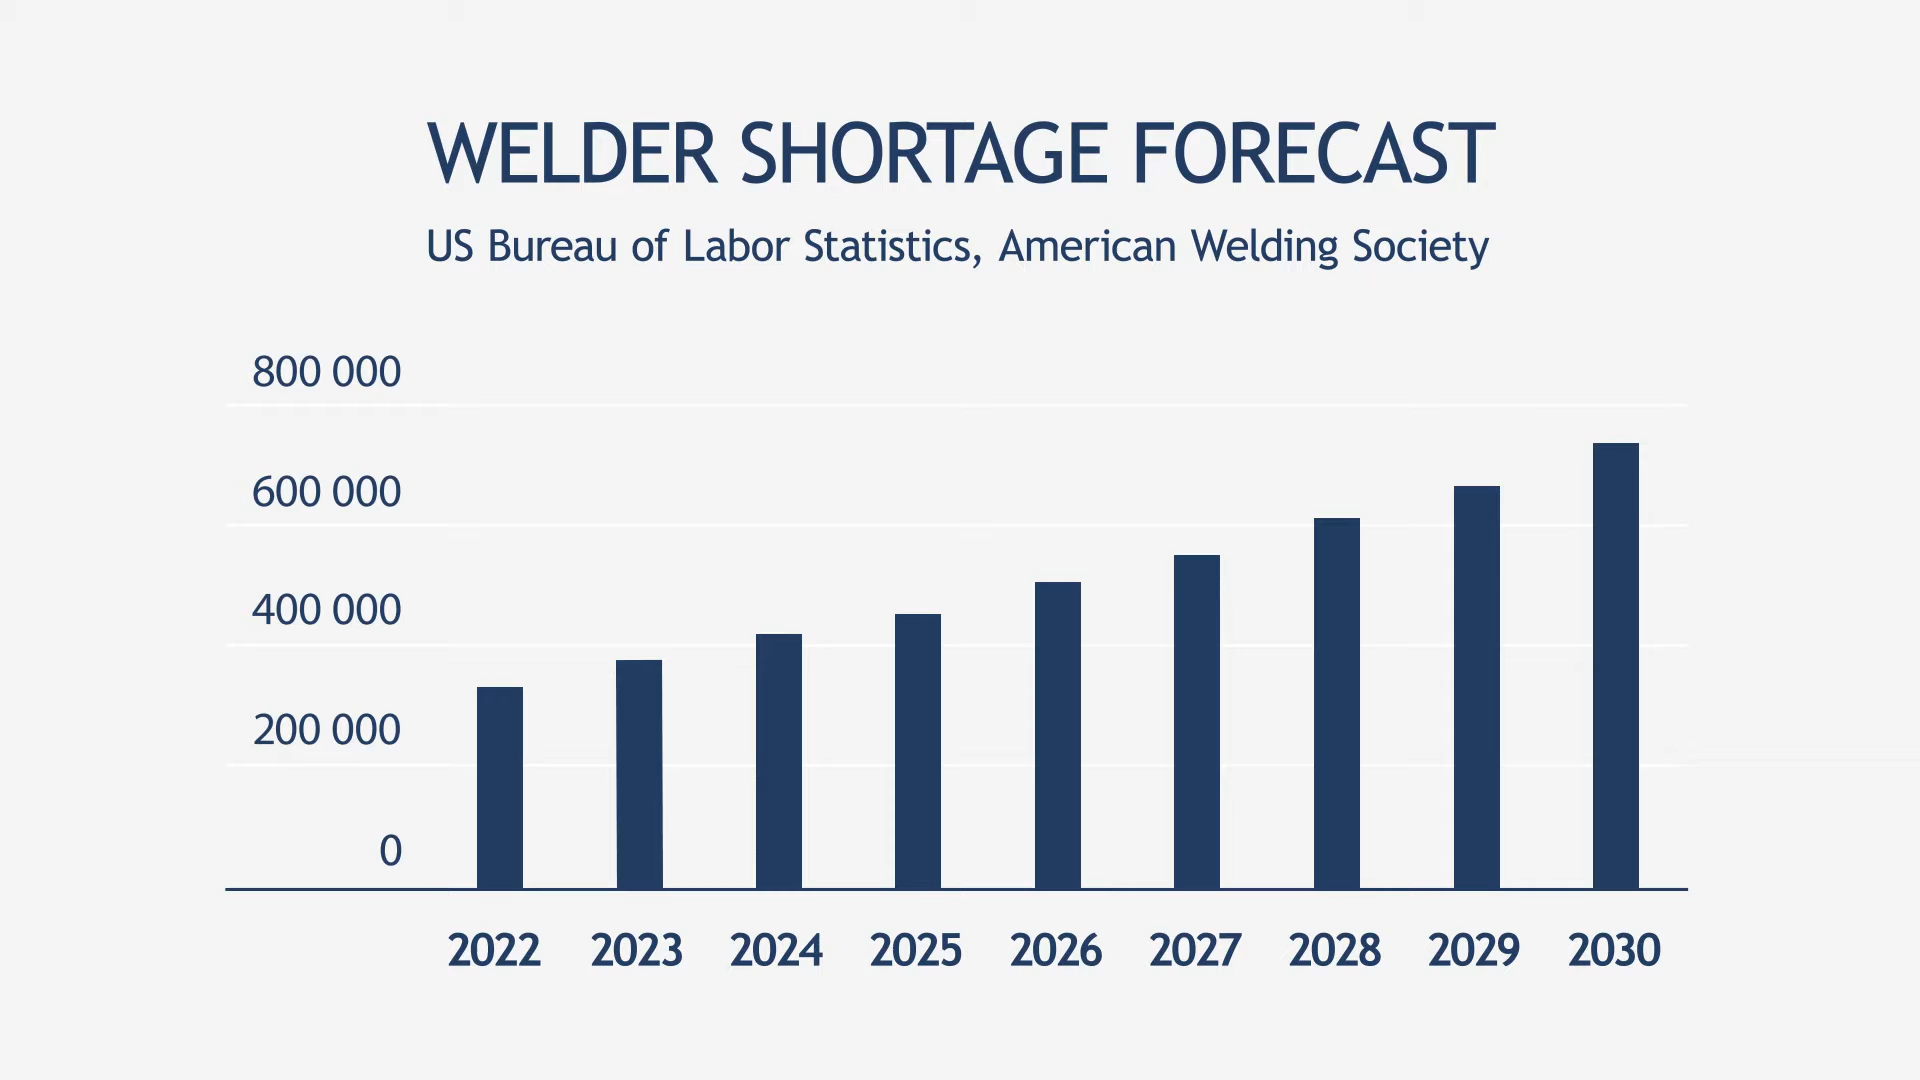 WELDER SHORTAGE FORECAST
US Bureau of Labor Statistics, American Welding Society
800 000
600 000
400 000
200 000
0
2022 2023 2024 2025 2026 2027 2028 2029 2030